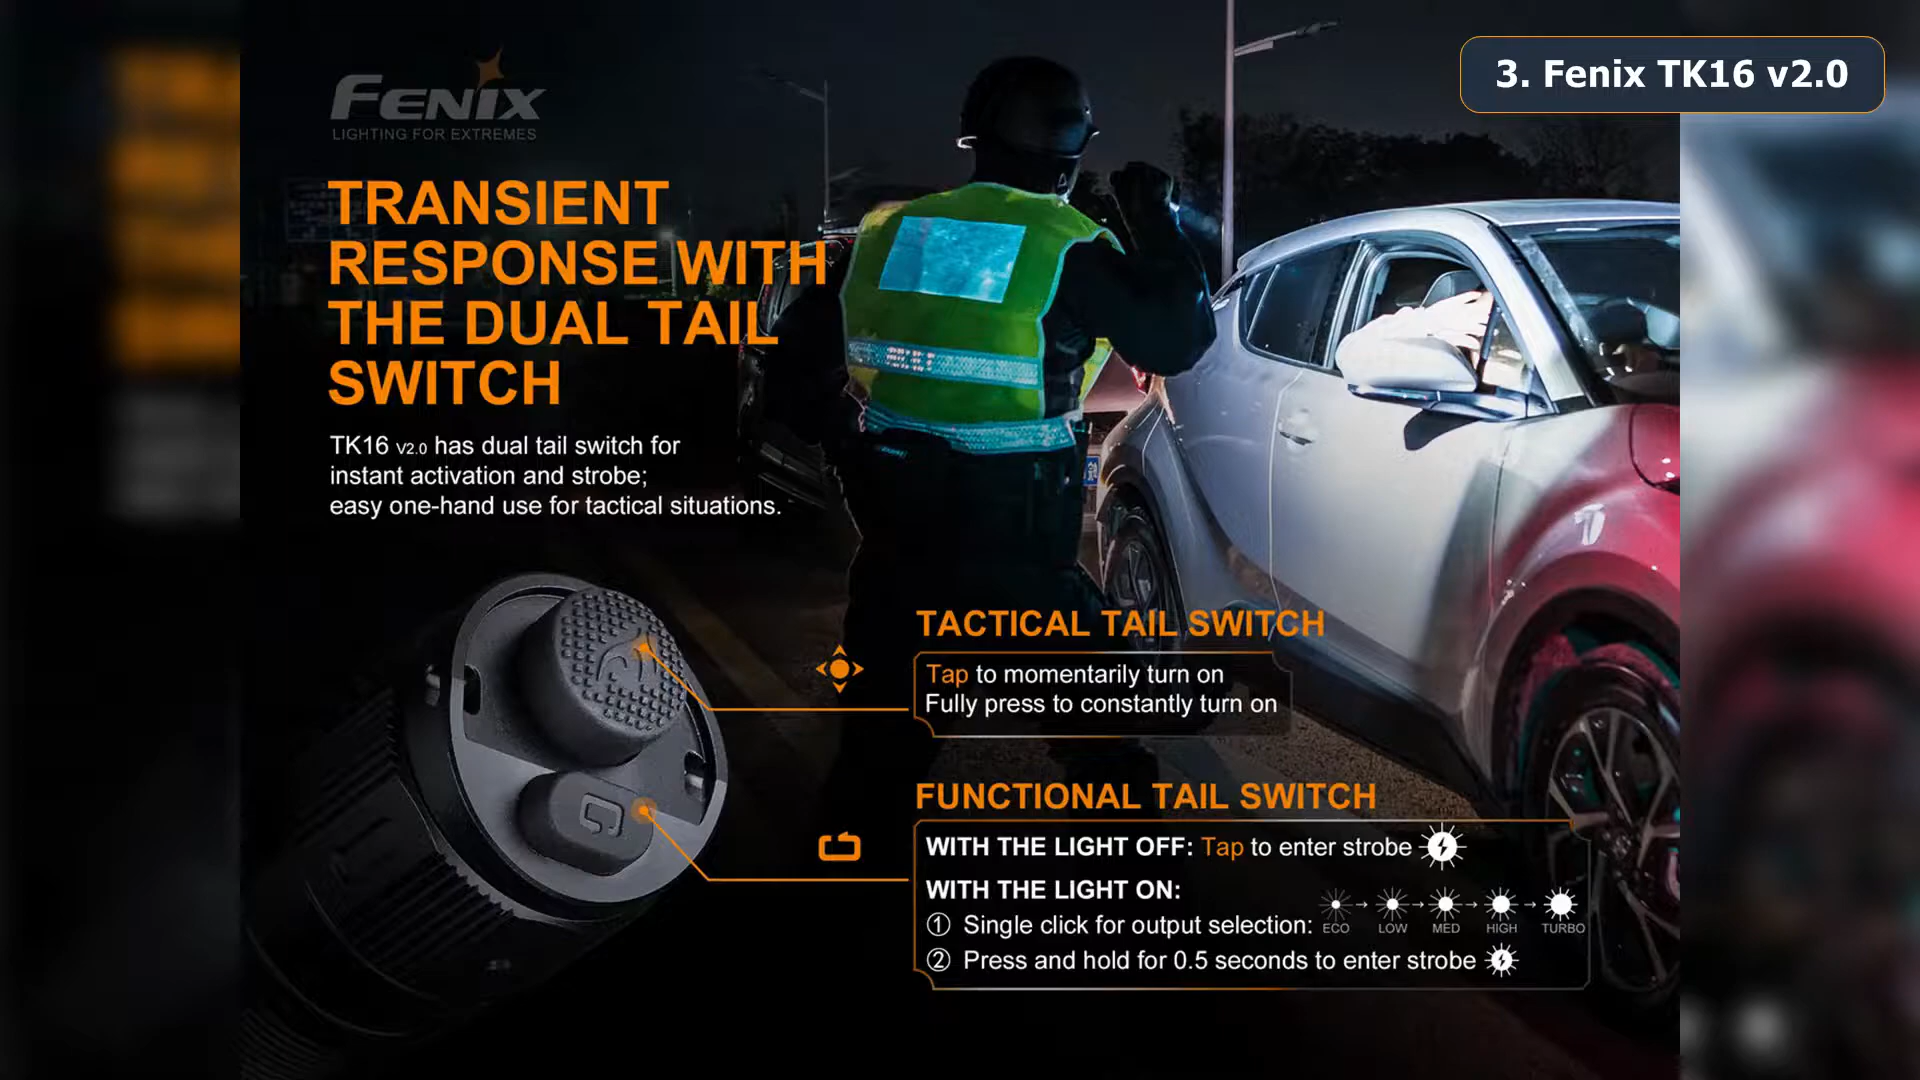 3. Fenix TK16 v2.0
FENIX
LIGHTING FOR EXTREMES
TRANSIENT
RESPONSE WITH
THE DUAL TAIL
SWITCH
TK16 V2.0 has dual tail switch for
instant activation and strobe;
easy one-hand use for tactical situations.
TACTICAL TAIL SWITCH
Tap to momentarily turn on
Fully press to constantly turn on
FUNCTIONAL TAIL SWITCH
WITH THE LIGHT OFF: Tap to enter strobe
WITH THE LIGHT ON:
① Single click for output selection:
ECO LOW MED HIGH TURBO
② Press and hold for 0.5 seconds to enter strobe